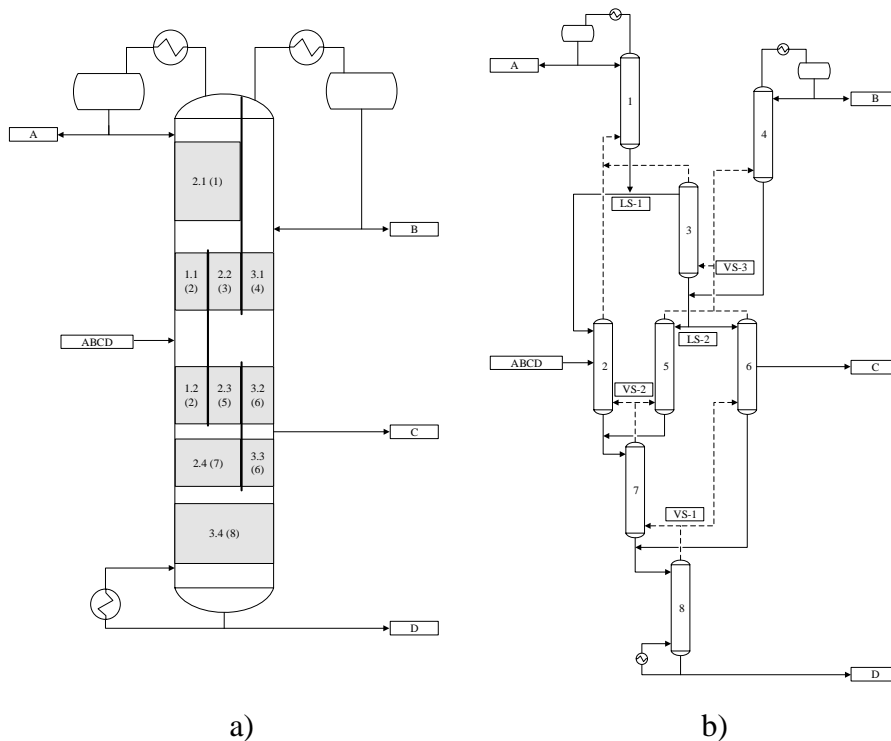 A
2.1 (1)
B
1.1
(2)
2.2
(3)
3.1
(4)
ABCD
1.2
(2)
2.3
(5)
3.2
(6)
C
2.4 (7)
3.3
(6)
3.4 (8)
D
a)
A
1
B
4
LS-1
3
VS-3
LS-2
ABCD
2
5
6
C
VS-2
7
VS-1
8
D
b)